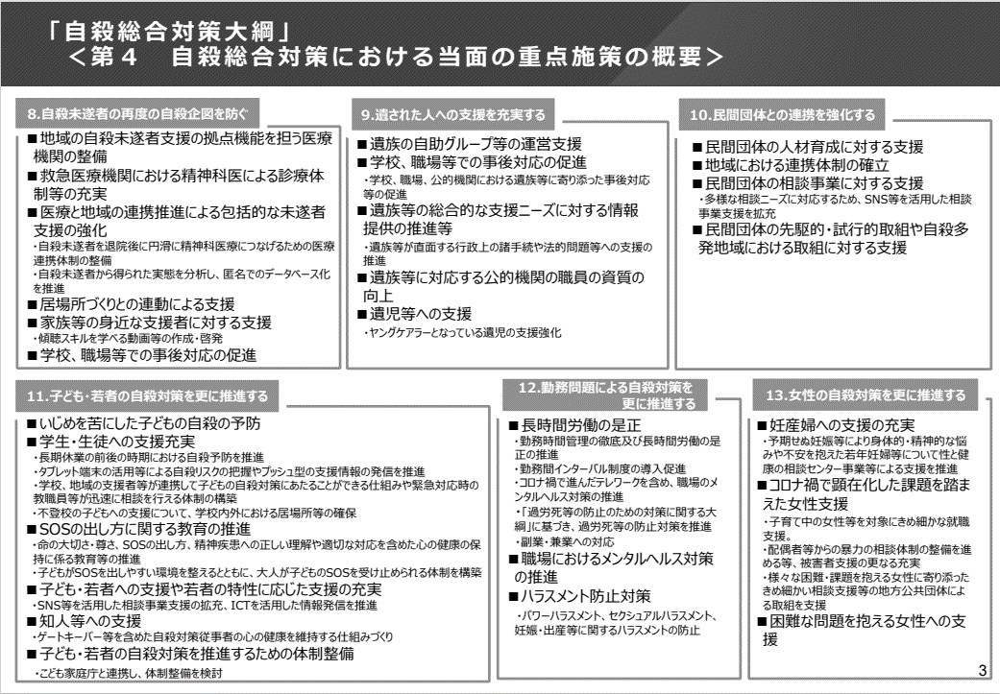 「自殺総合対策大綱」
＜第４　自殺総合対策における当面の重点施策の概要＞
8.自殺未遂者の再度の自殺企図を防ぐ
■地域の自殺未遂者支援の拠点機能を担う医療
機関の整備
■救急医療機関における精神科医による診療体
制等の充実
■医療と地域の連携推進による包括的な未遂者
支援の強化
・自殺未遂者を退院後に円滑に精神科医療につなげるための医療
連携体制の整備
・自殺未遂者から得られた実態を分析し、匿名でのデータベース化
を推進
■居場所づくりとの連動による支援
■家族等の身近な支援者に対する支援
・傾聴スキルを学べる動画等の作成・啓発
■学校、職場等での事後対応の促進
9.遺された人への支援を充実する
■遺族の自助グループ等の運営支援
■学校、職場等での事後対応の促進
・学校、職場、公的機関における遺族等に寄り添った事後対応
等の促進
■遺族等の総合的な支援ニーズに対する情報
提供の推進等
・遺族等が直面する行政上の諸手続や法的問題等への支援の
推進
■遺族等に対応する公的機関の職員の資質の
向上
■遺児等への支援
・ヤングケアラーとなっている遺児の支援強化
10.民間団体との連携を強化する
■民間団体の人材育成に対する支援
■地域における連携体制の確立
■民間団体の相談事業に対する支援
・多様な相談ニーズに対応するため、SNS等を活用した相談
事業支援を拡充
■民間団体の先駆的・試行的取組や自殺多
発地域における取組に対する支援
11.子ども・若者の自殺対策を更に推進する
■いじめを苦にした子どもの自殺の予防
■学生・生徒への支援充実
・長期休業の前後の時期における自殺予防を推進
・タブレット端末の活用等による自殺リスクの把握やプッシュ型の支援情報の発信を推進
・学校、地域の支援者等が連携して子どもの自殺対策にあたることができる仕組みや緊急対応時の
教職員等が迅速に相談を行える体制の構築
・不登校の子どもへの支援について、学校内外における居場所等の確保
■SOSの出し方に関する教育の推進
・命の大切さ・尊さ、SOSの出し方、精神疾患への正しい理解や適切な対応を含めた心の健康の保
持に係る教育等の推進
・子どもがSOSを出しやすい環境を整えるとともに、大人が子どものSOSを受け止められる体制を構築
■子ども・若者への支援や若者の特性に応じた支援の充実
・SNS等を活用した相談事業支援の拡充、ICTを活用した情報発信を推進
■知人等への支援
・ゲートキーパー等を含めた自殺対策従事者の心の健康を維持する仕組みづくり
■子ども・若者の自殺対策を推進するための体制整備
・こども家庭庁と連携し、体制整備を検討
12.勤務問題による自殺対策を
更に推進する
■長時間労働の是正
・勤務時間管理の徹底及び長時間労働の是
正の推進
・勤務間インターバル制度の導入促進
・コロナ禍で進んだテレワークを含め、職場のメ
ンタルヘルス対策の推進
・「過労死等の防止のための対策に関する大
綱」に基づき、過労死等の防止対策を推進
・副業・兼業への対応
■職場におけるメンタルヘルス対策
の推進
■ハラスメント防止対策
・パワーハラスメント、セクシュアルハラスメント、
妊娠・出産等に関するハラスメントの防止
13.女性の自殺対策を更に推進する
■妊産婦への支援の充実
・予期せぬ妊娠等により身体的・精神的な悩
みや不安を抱えた若年妊婦等について性と健
康の相談センター事業等による支援を推進
■コロナ禍で顕在化した課題を踏ま
えた女性支援
・子育て中の女性等を対象にきめ細かな就職
支援。
・配偶者等からの暴力の相談体制の整備を進
める等、被害者支援の更なる充実
・様々な困難・課題を抱える女性に寄り添った
きめ細かい相談支援等の地方公共団体によ
る取組を支援
■困難な問題を抱える女性への支
援
3